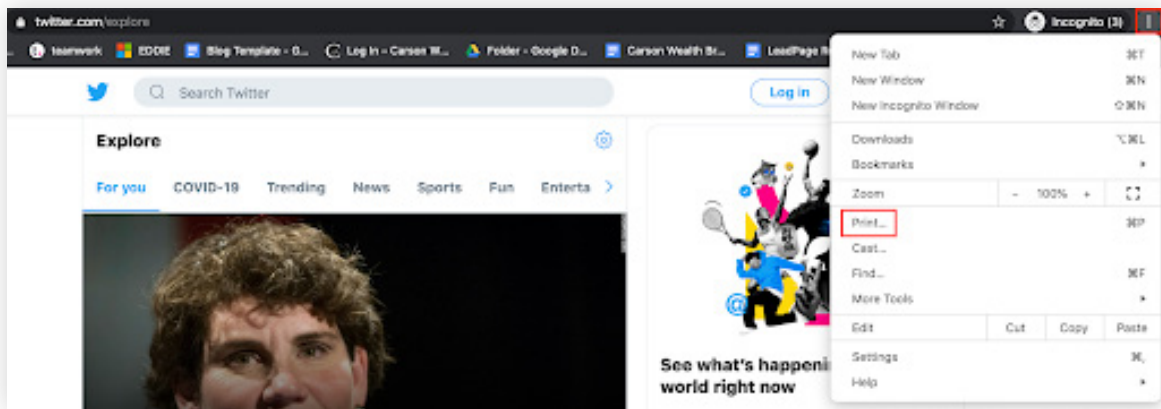 twitter.com/explore
Incognito (3)
teamwork EDDIE Blog Template - G... Log In - Carson W... Folder - Google D... Carson Wealth Br... LeadPage
Search Twitter
Log in
Explore
For you COVID-19 Trending News Sports Fun Enterta
See what's happeni
world right now
New Tab ⌘T
New Window ⌘N
New Incognito Window ⇧⌘N
Downloads ⌥⌘L
Bookmarks
Zoom - 100% +
Print... ⌘P
Cast...
Find... ⌘F
More Tools
Edit Cut Copy Paste
Settings ⌘,
Help